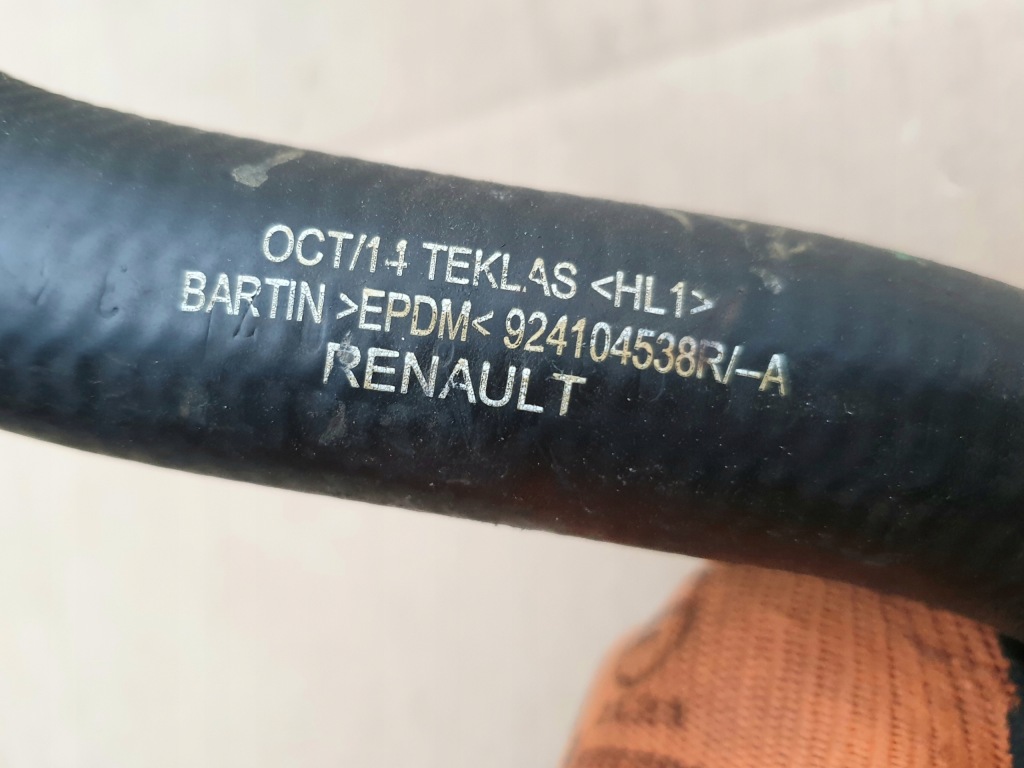 OCT/14 TEKLAS <HL1>
BARTIN >EPDM< 924104538R/--A
RENAULT